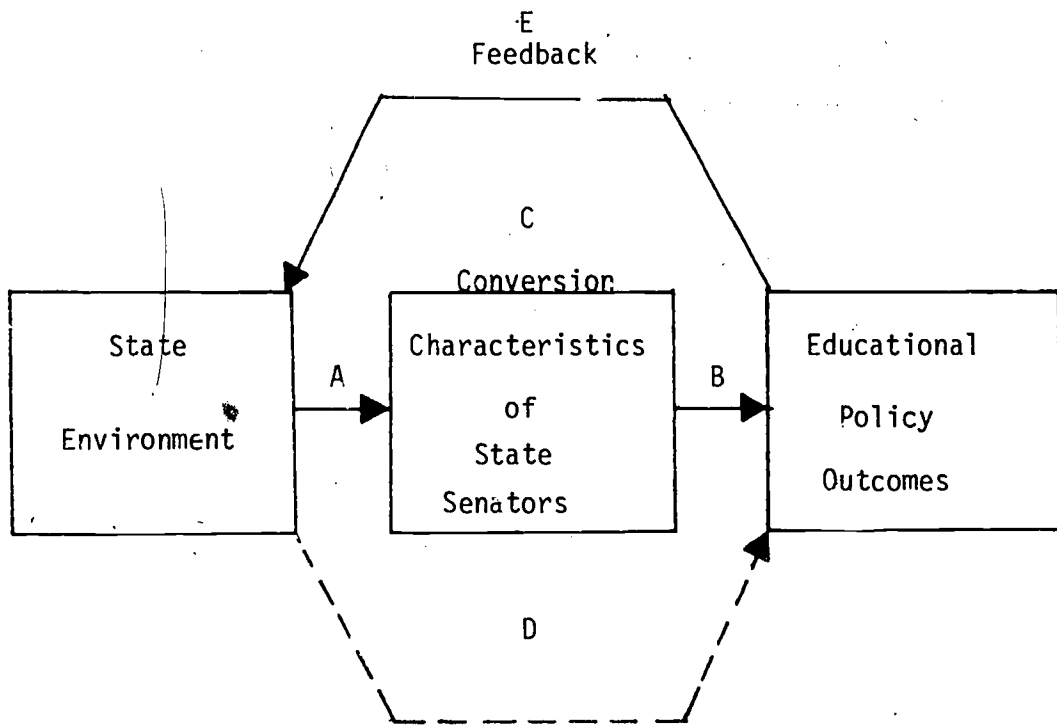 E
Feedback
C
Conversion
State
Environment
A
Characteristics
of
State
Senators
B
Educational
Policy
Outcomes
D